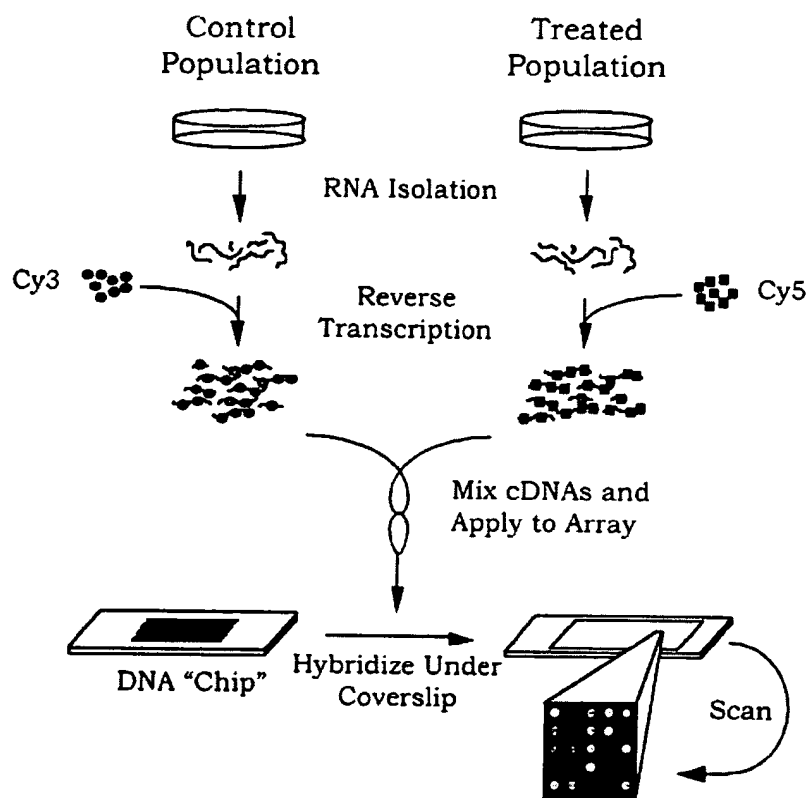 Control
Population
Treated
Population
RNA Isolation
Cy3
Reverse
Transcription
Cy5
Mix cDNAs and
Apply to Array
DNA "Chip"
Hybridize Under
Coverslip
Scan